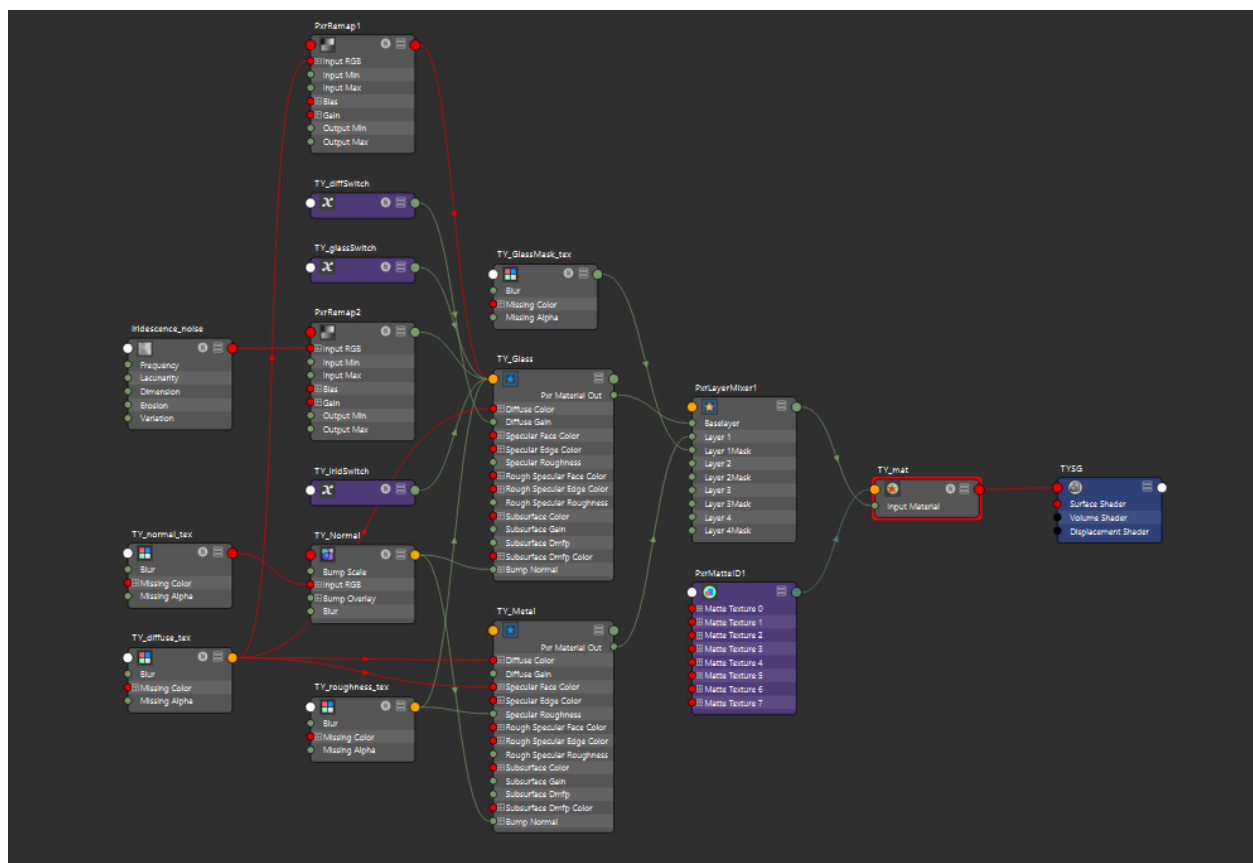 PxrRemap1
Input RGB
Input Min
Input Max
Bias
Gain
Output Min
Output Max
TY_diffSwitch
TY_glassSwitch
PxrRemap2
Input RGB
Input Min
Input Max
Bias
Gain
Output Min
Output Max
Iridescence_noise
Frequency
Lacunarity
Dimension
Erosion
Variation
TY_IridSwitch
TY_normal_tex
Blur
Missing Color
Missing Alpha
TY_Normal
Bump Scale
Input RGB
Bump Overlay
Blur
TY_diffuse_tex
Blur
Missing Color
Missing Alpha
TY_roughness_tex
Blur
Missing Color
Missing Alpha
TY_GlassMask_tex
Blur
Missing Color
Missing Alpha
TY_Glass
Pxr Material Out
Diffuse Color
Diffuse Gain
Specular Face Color
Specular Edge Color
Specular Roughness
Rough Specular Face Color
Rough Specular Edge Color
Rough Specular Roughness
Subsurface Color
Subsurface Gain
Subsurface Dmfp
Subsurface Dmfp Color
Bump Normal
TY_Metal
Pxr Material Out
Diffuse Color
Diffuse Gain
Specular Face Color
Specular Edge Color
Specular Roughness
Rough Specular Face Color
Rough Specular Edge Color
Rough Specular Roughness
Subsurface Color
Subsurface Gain
Subsurface Dmfp
Subsurface Dmfp Color
Bump Normal
PxrLayerMixer1
Baselayer
Layer 1
Layer 1Mask
Layer 2
Layer 2Mask
Layer 3
Layer 3Mask
Layer 4
Layer 4Mask
PxrMatteID1
Matte Texture 0
Matte Texture 1
Matte Texture 2
Matte Texture 3
Matte Texture 4
Matte Texture 5
Matte Texture 6
Matte Texture 7
TY_mat
Input Material
TYSG
Surface Shader
Volume Shader
Displacement Shader